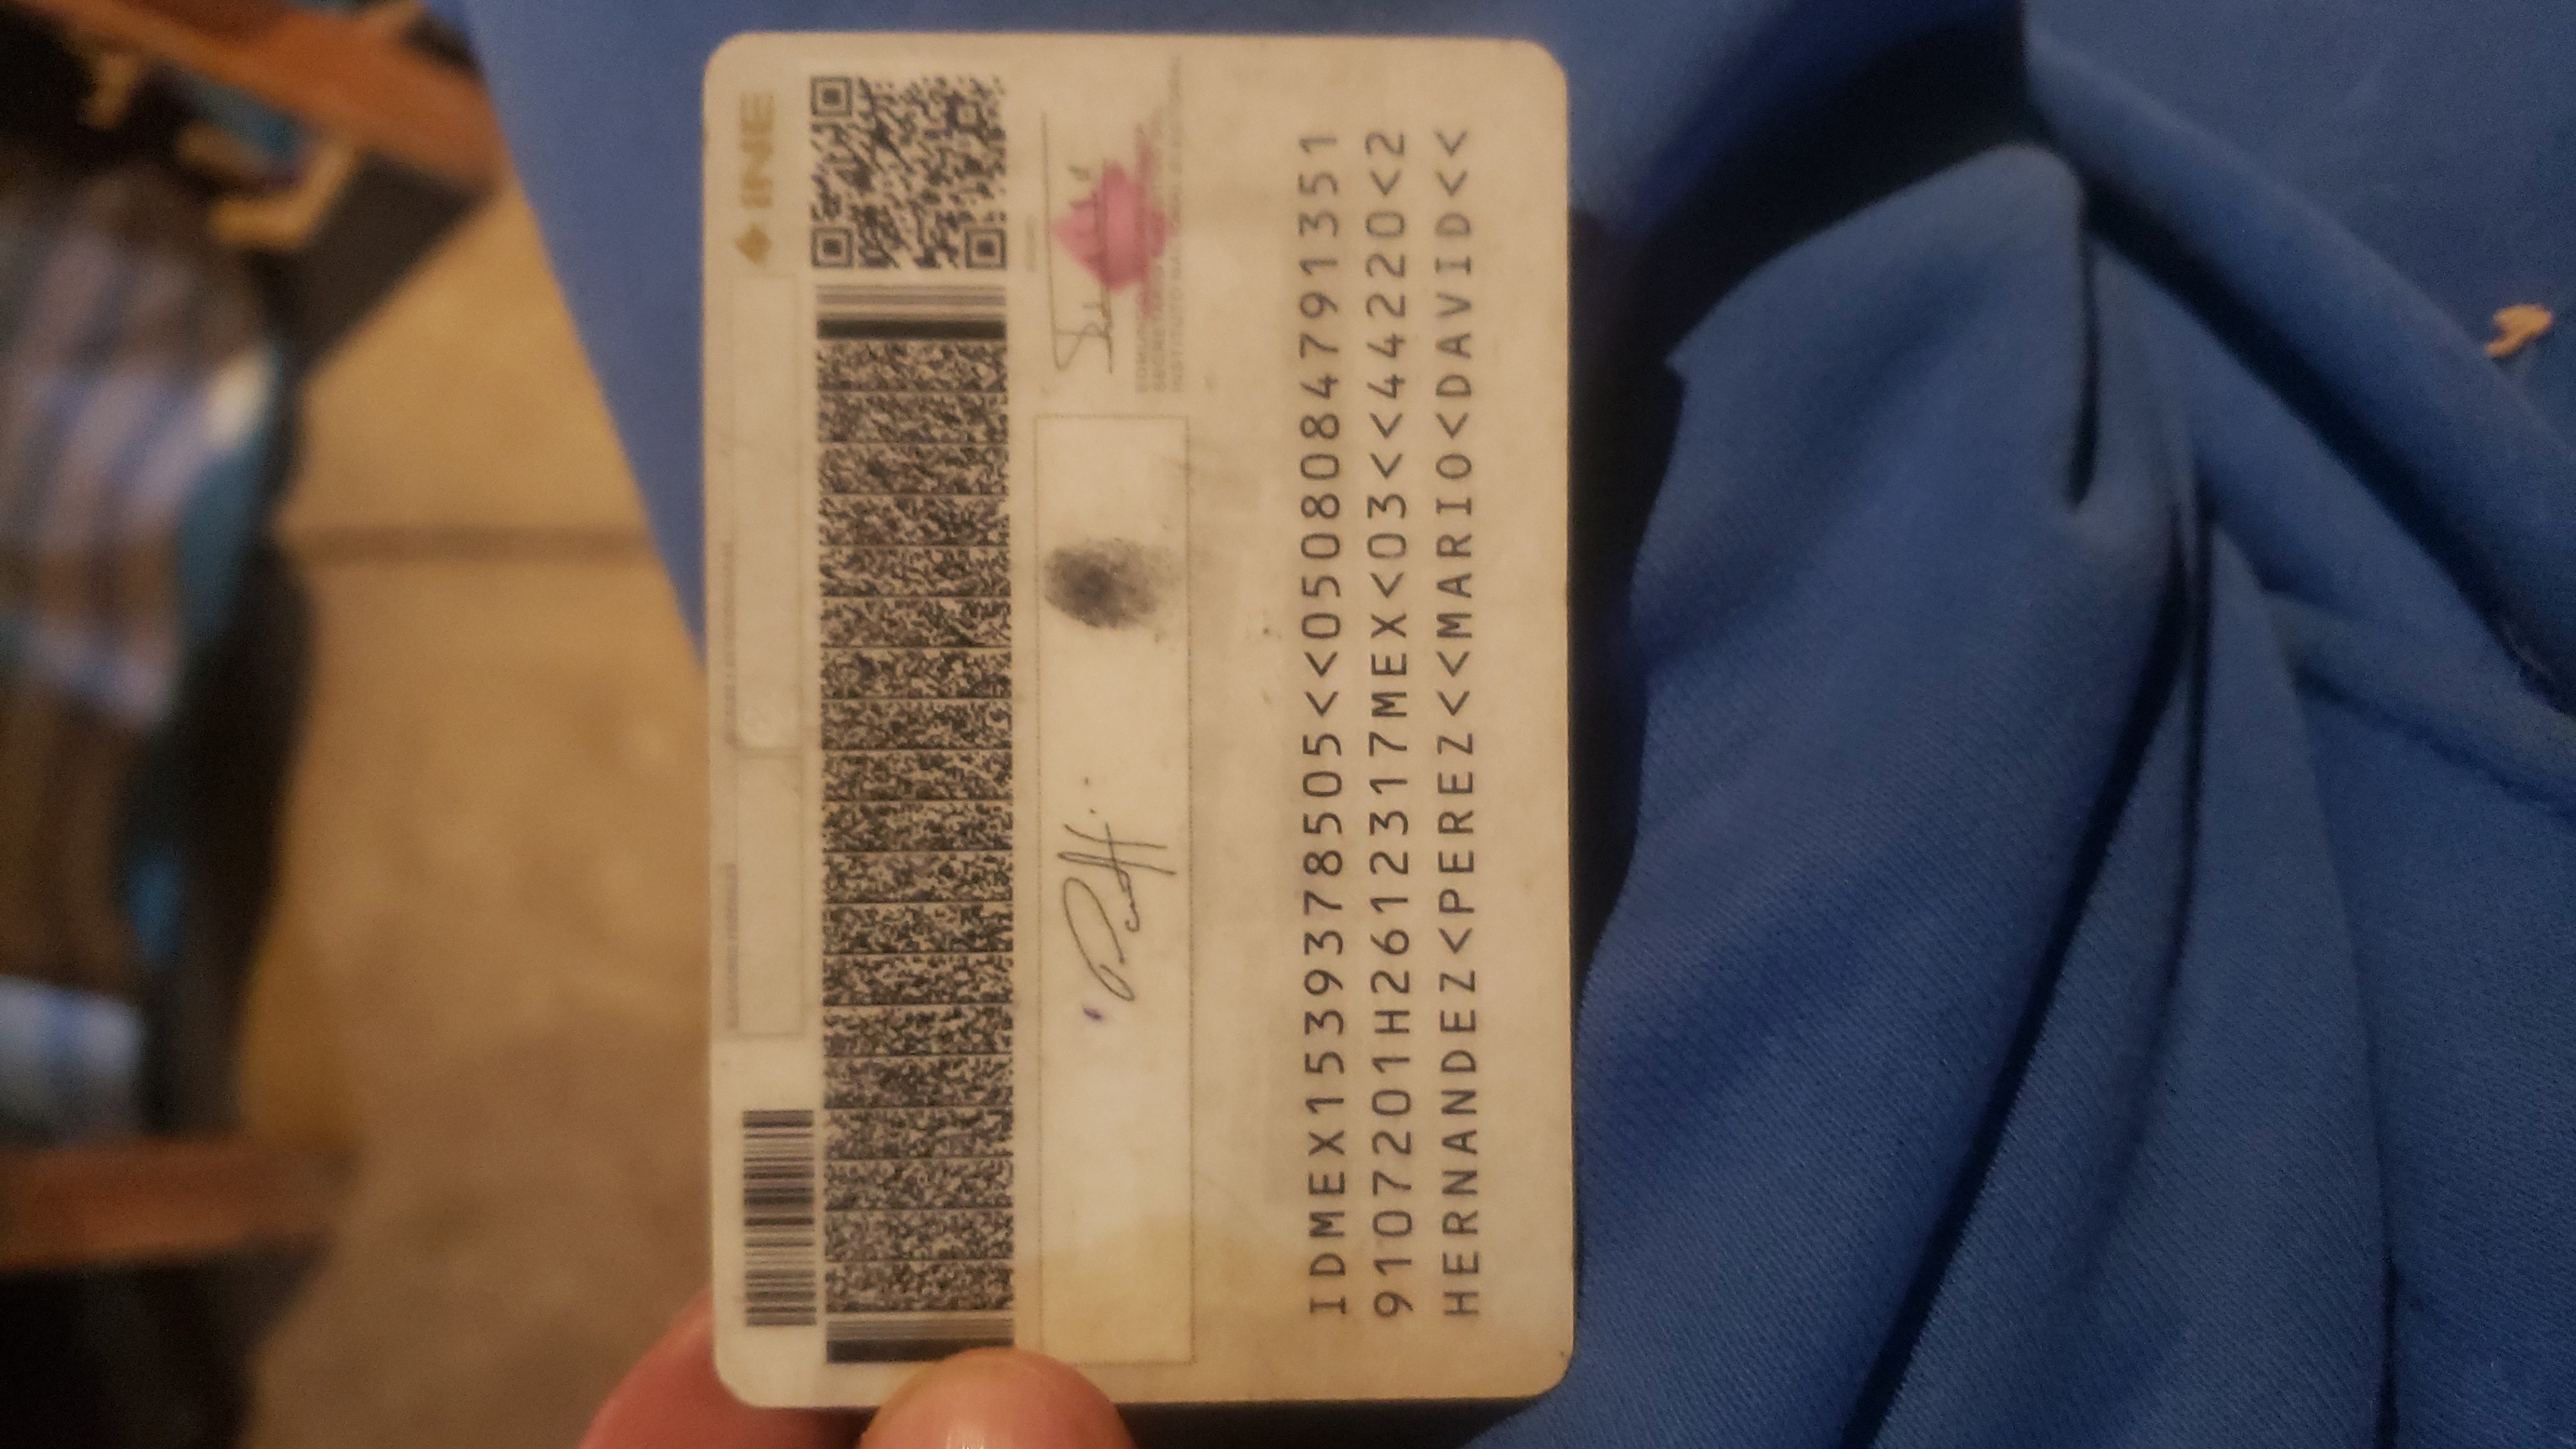 INE
IDMEX1539378505<<0508084791351
9107201H2612317MEX<03<<44220<2
HERNANDEZ<PEREZ<<MARIO<DAVID<<